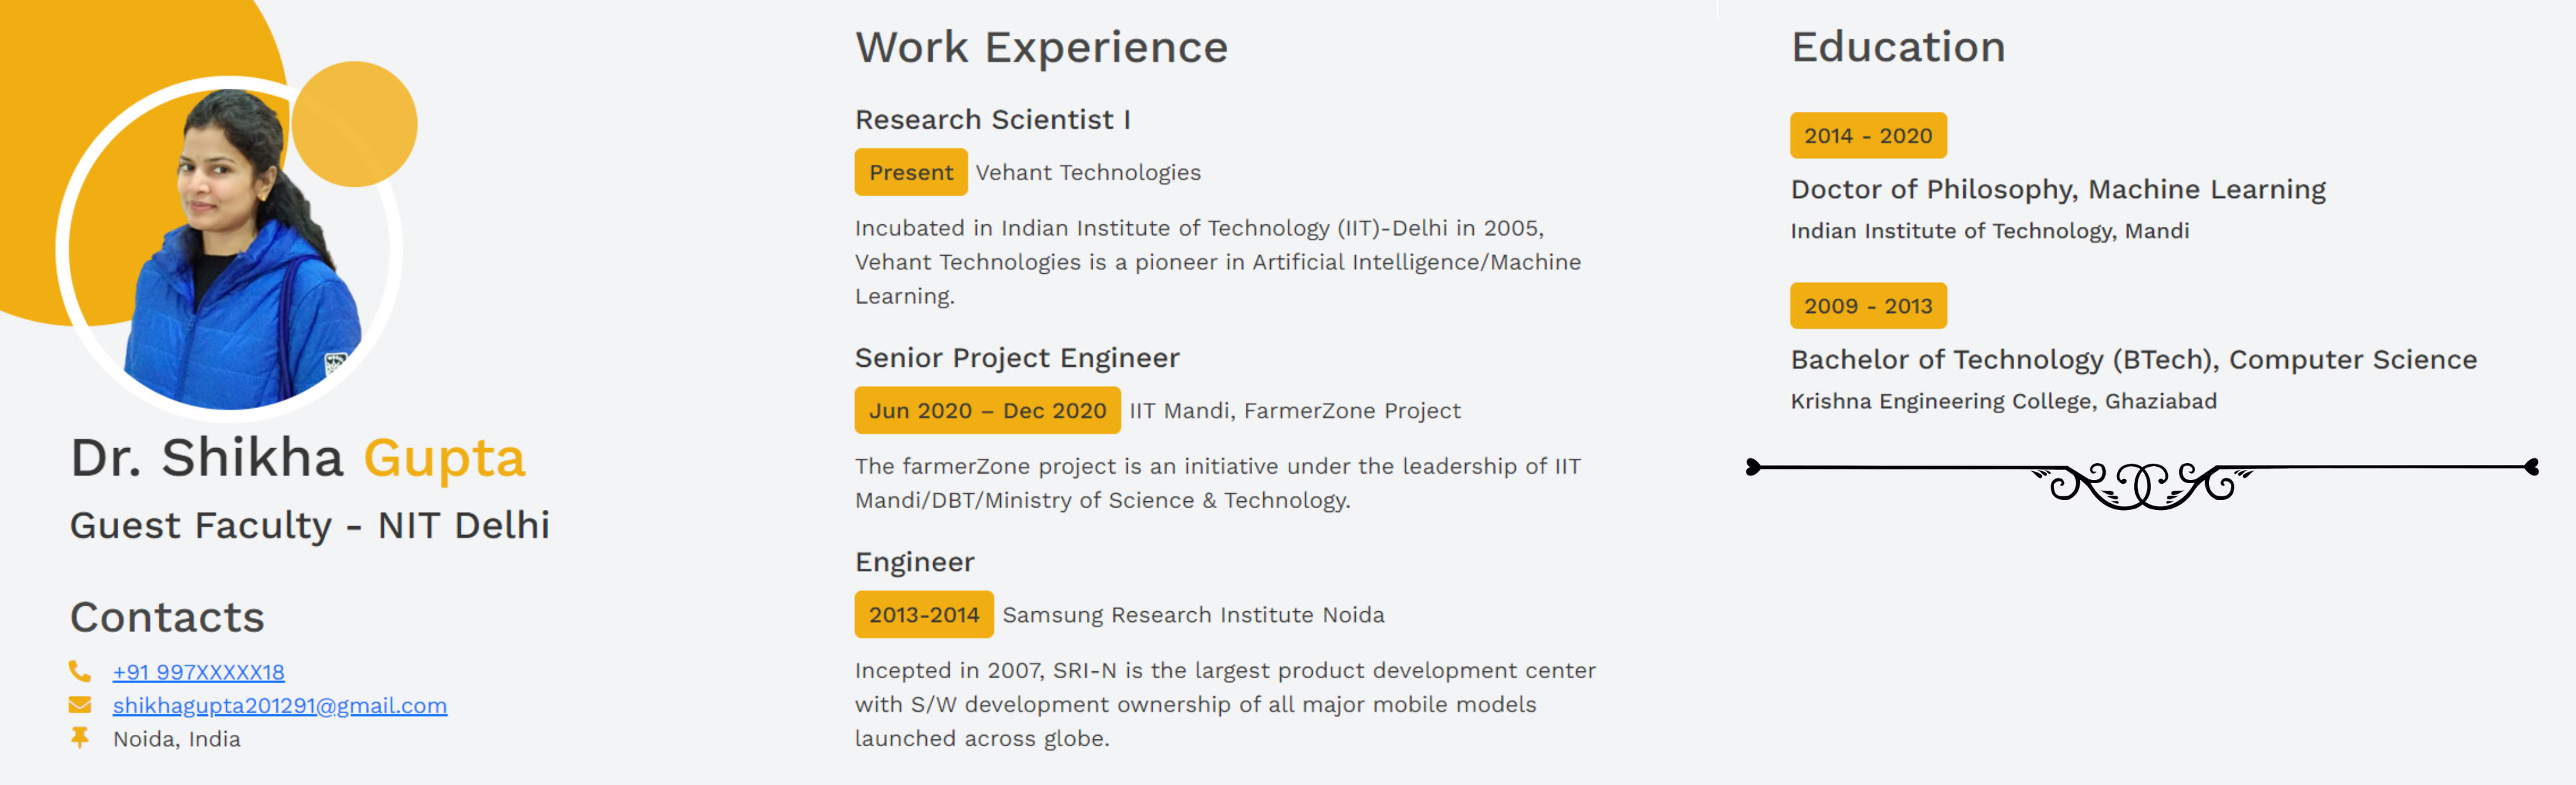 Dr. Shikha Gupta
Guest Faculty - NIT Delhi
Contacts
+91 997XXXXX18
shikhagupta201291@gmail.com
Noida, India
Work Experience
Research Scientist I
Present Vehant Technologies
Incubated in Indian Institute of Technology (IIT)-Delhi in 2005,
Vehant Technologies is a pioneer in Artificial Intelligence/Machine
Learning.
Senior Project Engineer
Jun 2020 – Dec 2020 IIT Mandi, FarmerZone Project
The farmerZone project is an initiative under the leadership of IIT
Mandi/DBT/Ministry of Science & Technology.
Engineer
2013-2014 Samsung Research Institute Noida
Incepted in 2007, SRI-N is the largest product development center
with S/W development ownership of all major mobile models
launched across globe.
Education
2014 - 2020
Doctor of Philosophy, Machine Learning
Indian Institute of Technology, Mandi
2009 - 2013
Bachelor of Technology (BTech), Computer Science
Krishna Engineering College, Ghaziabad